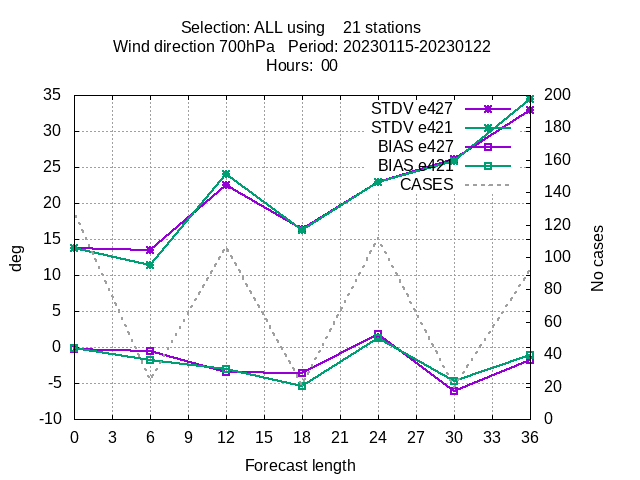 Selection: ALL using    21 stations
Wind direction 700hPa   Period: 20230115-20230122
Hours:  00
STDV e427
STDV e421
BIAS e427
BIAS e421
CASES
35
30
25
20
15
10
5
0
-5
-10
200
180
160
140
120
100
80
60
40
20
0
deg
No cases
0 3 6 9 12 15 18 21 24 27 30 33 36
Forecast length